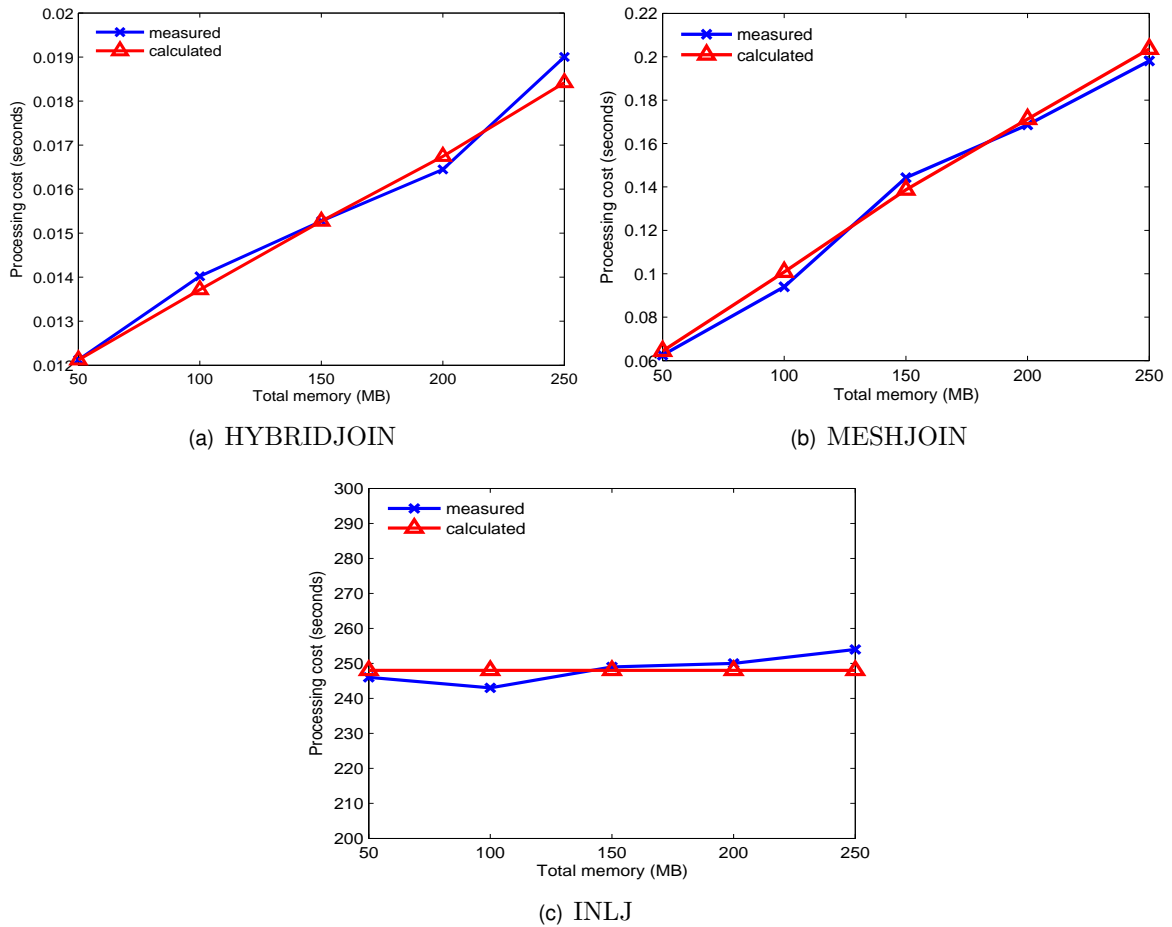 0.02
0.019
0.018
0.017
0.016
0.015
0.014
0.013
0.012
Processing cost (seconds)
measured
calculated
50 100 150 200 250
Total memory (MB)
(a) HYBRIDJOIN
0.22
0.2
0.18
0.16
0.14
0.12
0.1
0.08
0.06
Processing cost (seconds)
measured
calculated
50 100 150 200 250
Total memory (MB)
(b) MESHJOIN
300
290
280
270
260
250
240
230
220
210
200
Processing cost (seconds)
measured
calculated
50 100 150 200 250
Total memory (MB)
(c) INLJ